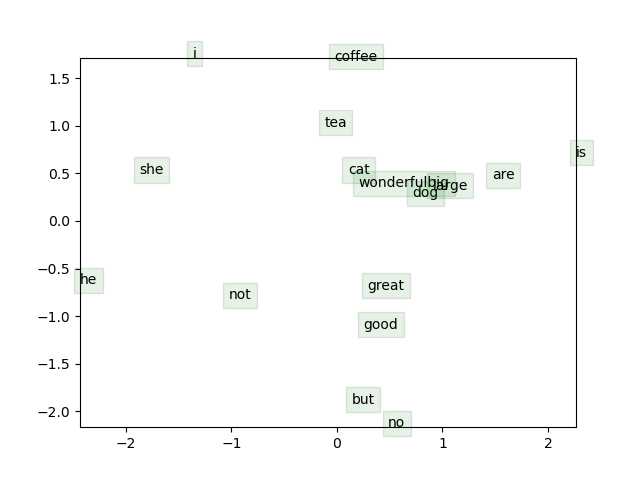 i
coffee
1.5
tea
1.0
is
she
cat
are
0.5
wonderful
big
large
dog
0.0
he
−0.5
great
not
good
−1.0
−1.5
but
−2.0
no
−2
−1
0
1
2